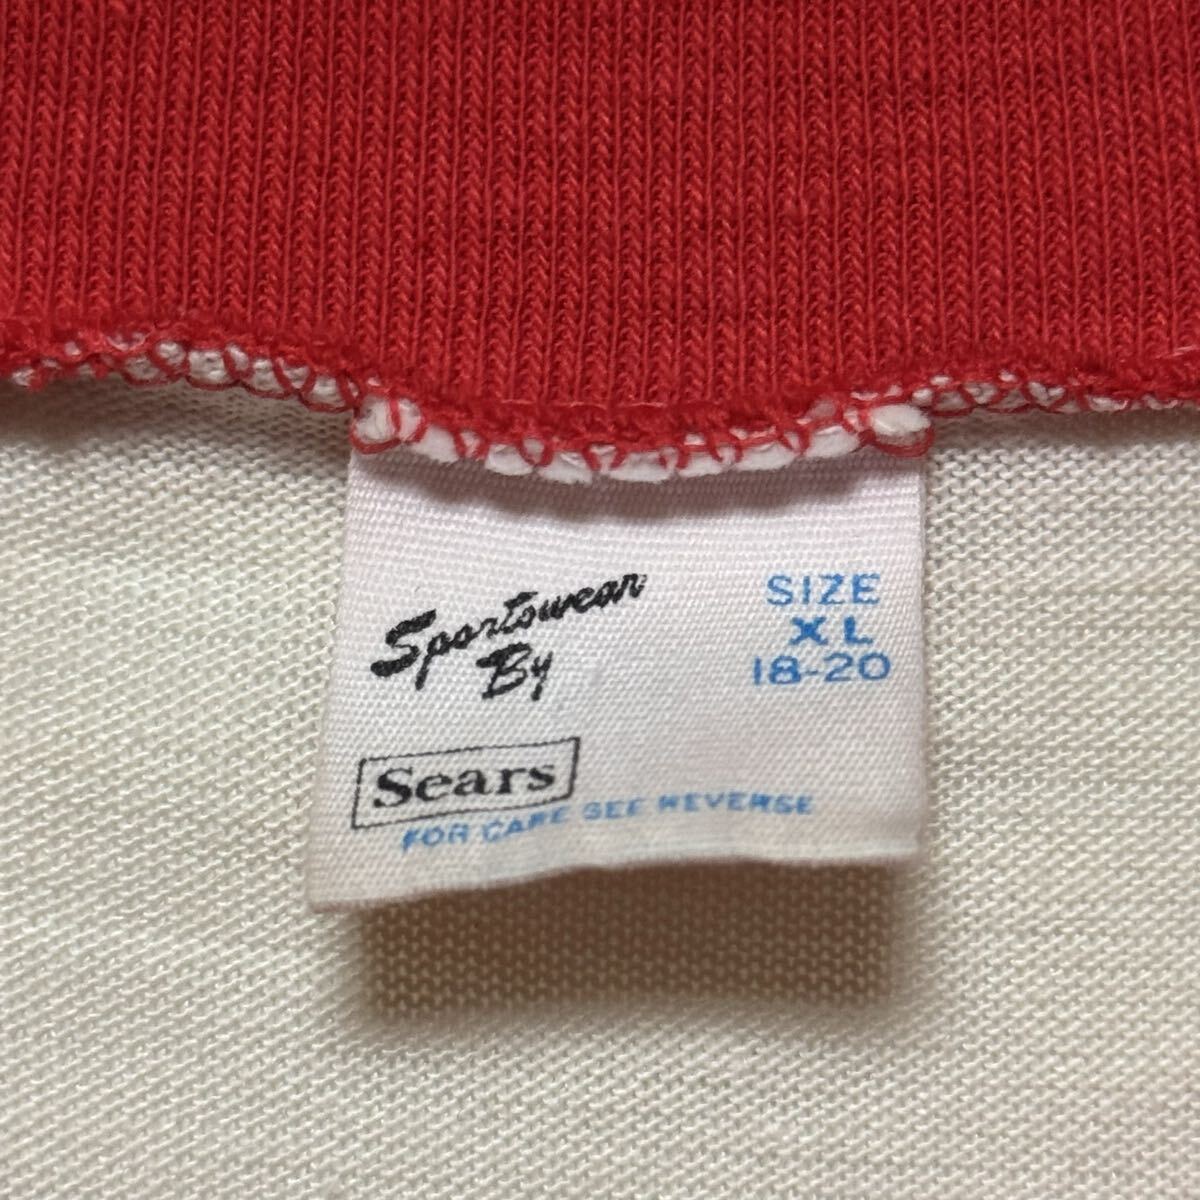 Sportswear
By
Sears
SIZE
XL
18-20
FOR CARE SEE REVERSE